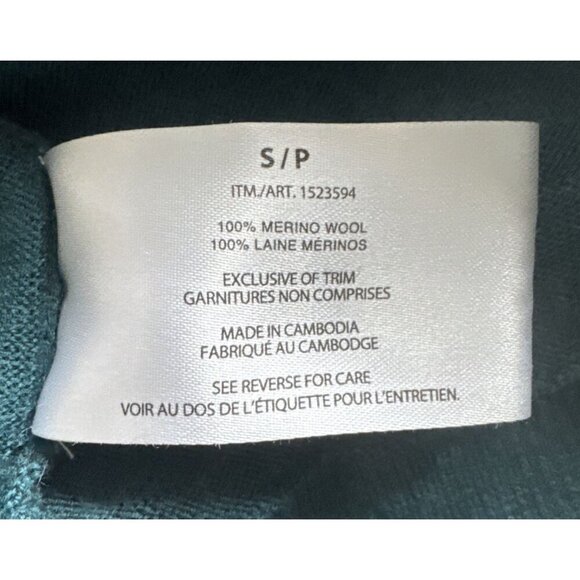 S/P
ITM./ART. 1523594
100% MERINO WOOL
100% LAINE MÉRINOS
EXCLUSIVE OF TRIM
GARNITURES NON COMPRISES
MADE IN CAMBODIA
FABRIQUÉ AU CAMBODGE
SEE REVERSE FOR CARE
VOIR AU DOS DE L'ÉTIQUETTE POUR L'ENTRETIEN.